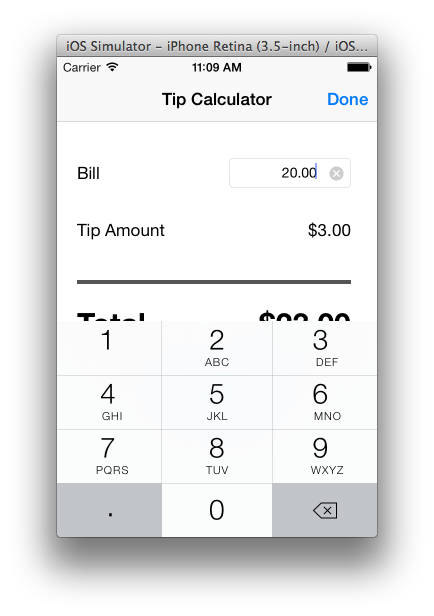 iOS Simulator - iPhone Retina (3.5-inch) / iOS...
Carrier 11:09 AM
Tip Calculator Done
Bill 20.00
Tip Amount $3.00
Total $23.00
1 2 3
ABC DEF
4 5 6
GHI JKL MNO
7 8 9
PQRS TUV WXYZ
. 0